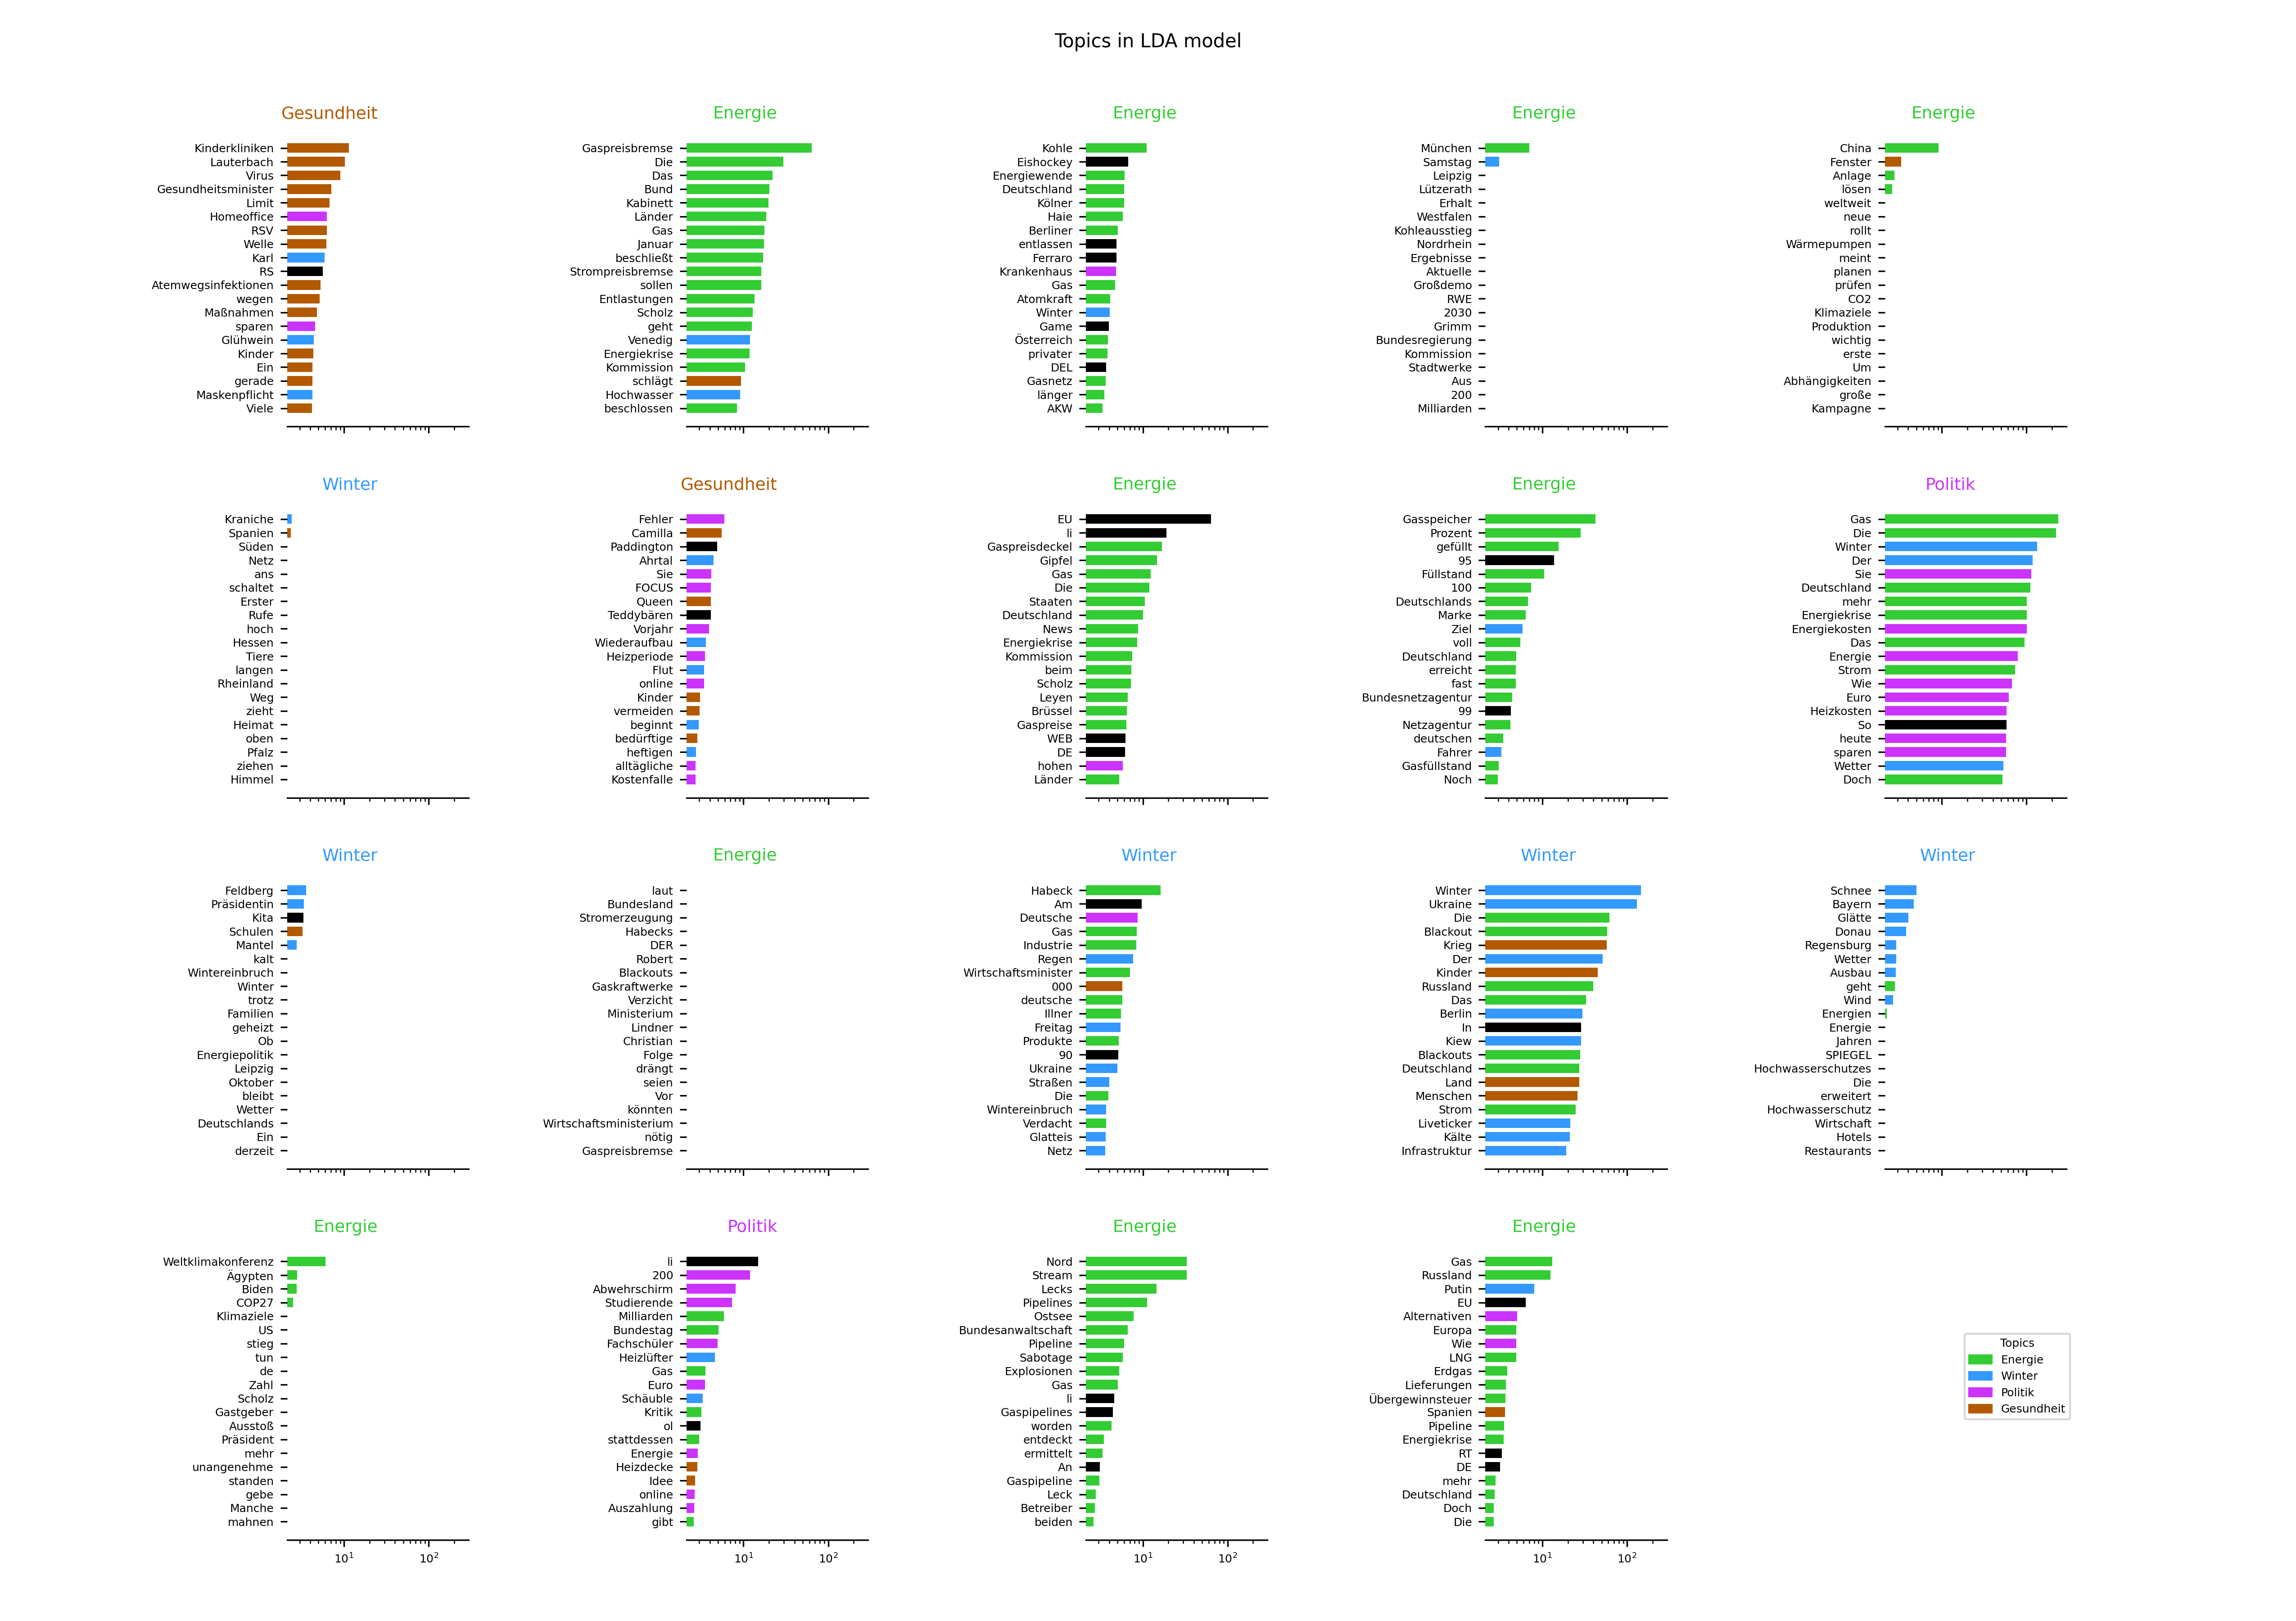 Topics in LDA model
Gesundheit
Kinderkliniken
Lauterbach
Virus
Gesundheitsminister
Limit
Homeoffice
RSV
Welle
Karl
RS
Atemwegsinfektionen
wegen
Maßnahmen
sparen
Glühwein
Kinder
Ein
gerade
Maskenpflicht
Viele
Energie
Gaspreisbremse
Die
Das
Bund
Kabinett
Länder
Gas
Januar
beschließt
Strompreisbremse
sollen
Entlastungen
Scholz
geht
Venedig
Energiekrise
Kommission
schlägt
Hochwasser
beschlossen
Energie
Kohle
Eishockey
Energiewende
Deutschland
Kölner
Haie
Berliner
entlassen
Ferraro
Krankenhaus
Gas
Atomkraft
Winter
Game
Österreich
privater
DEL
Gasnetz
länger
AKW
Energie
München
Samstag
Leipzig
Lützerath
Erhalt
Westfalen
Kohleausstieg
Nordrhein
Ergebnisse
Aktuelle
Großdemo
RWE
2030
Grimm
Bundesregierung
Kommission
Stadtwerke
Aus
200
Milliarden
Energie
China
Fenster
Anlage
lösen
weltweit
neue
rollt
Wärmepumpen
meint
planen
prüfen
CO2
Klimaziele
Produktion
wichtig
erste
Um
Abhängigkeiten
große
Kampagne
Winter
Kraniche
Spanien
Süden
Netz
ans
schaltet
Erster
Rufe
hoch
Hessen
Tiere
langen
Rheinland
Weg
zieht
Heimat
oben
Pfalz
ziehen
Himmel
Gesundheit
Fehler
Camilla
Paddington
Ahrtal
Sie
FOCUS
Queen
Teddybären
Vorjahr
Wiederaufbau
Heizperiode
Flut
online
Kinder
vermeiden
beginnt
bedürftige
heftigen
alltägliche
Kostenfalle
Energie
EU
li
Gaspreisdeckel
Gipfel
Gas
Die
Staaten
Deutschland
News
Energiekrise
Kommission
beim
Scholz
Leyen
Brüssel
Gaspreise
WEB
DE
hohen
Länder
Energie
Gasspeicher
Prozent
gefüllt
95
Füllstand
100
Deutschlands
Marke
Ziel
voll
Deutschland
erreicht
fast
Bundesnetzagentur
99
Netzagentur
deutschen
Fahrer
Gasfüllstand
Noch
Politik
Gas
Die
Winter
Der
Sie
Deutschland
mehr
Energiekrise
Energiekosten
Das
Energie
Strom
Wie
Euro
Heizkosten
So
heute
sparen
Wetter
Doch
Winter
Feldberg
Präsidentin
Kita
Schulen
Mantel
kalt
Wintereinbruch
Winter
trotz
Familien
geheizt
Ob
Energiepolitik
Leipzig
Oktober
bleibt
Wetter
Deutschlands
Ein
derzeit
Energie
laut
Bundesland
Stromerzeugung
Habecks
DER
Robert
Blackouts
Gaskraftwerke
Verzicht
Ministerium
Lindner
Christian
Folge
drängt
seien
Vor
könnten
Wirtschaftsministerium
nötig
Gaspreisbremse
Winter
Habeck
Am
Deutsche
Gas
Industrie
Regen
Wirtschaftsminister
000
deutsche
Illner
Freitag
Produkte
90
Ukraine
Straßen
Die
Wintereinbruch
Verdacht
Glatteis
Netz
Winter
Winter
Ukraine
Die
Blackout
Krieg
Der
Kinder
Russland
Das
Berlin
In
Kiew
Blackouts
Deutschland
Land
Menschen
Strom
Liveticker
Kälte
Infrastruktur
Winter
Schnee
Bayern
Glätte
Donau
Regensburg
Wetter
Ausbau
geht
Wind
Energien
Energie
Jahren
SPIEGEL
Hochwasserschutzes
Die
erweitert
Hochwasserschutz
Wirtschaft
Hotels
Restaurants
Energie
Weltklimakonferenz
Ägypten
Biden
COP27
Klimaziele
US
stieg
tun
de
Zahl
Scholz
Gastgeber
Ausstoß
Präsident
mehr
unangenehme
standen
gebe
Manche
mahnen
10¹ 10²
Politik
li
200
Abwehrschirm
Studierende
Milliarden
Bundestag
Fachschüler
Heizlüfter
Gas
Euro
Schäuble
Kritik
ol
stattdessen
Energie
Heizdecke
Idee
online
Auszahlung
gibt
10¹ 10²
Energie
Nord
Stream
Lecks
Pipelines
Ostsee
Bundesanwaltschaft
Pipeline
Sabotage
Explosionen
Gas
li
Gaspipelines
worden
entdeckt
ermittelt
An
Gaspipeline
Leck
Betreiber
beiden
10¹ 10²
Energie
Gas
Russland
Putin
EU
Alternativen
Europa
Wie
LNG
Erdgas
Lieferungen
Übergewinnsteuer
Spanien
Pipeline
Energiekrise
RT
DE
mehr
Deutschland
Doch
Die
10¹ 10²
Topics
Energie
Winter
Politik
Gesundheit